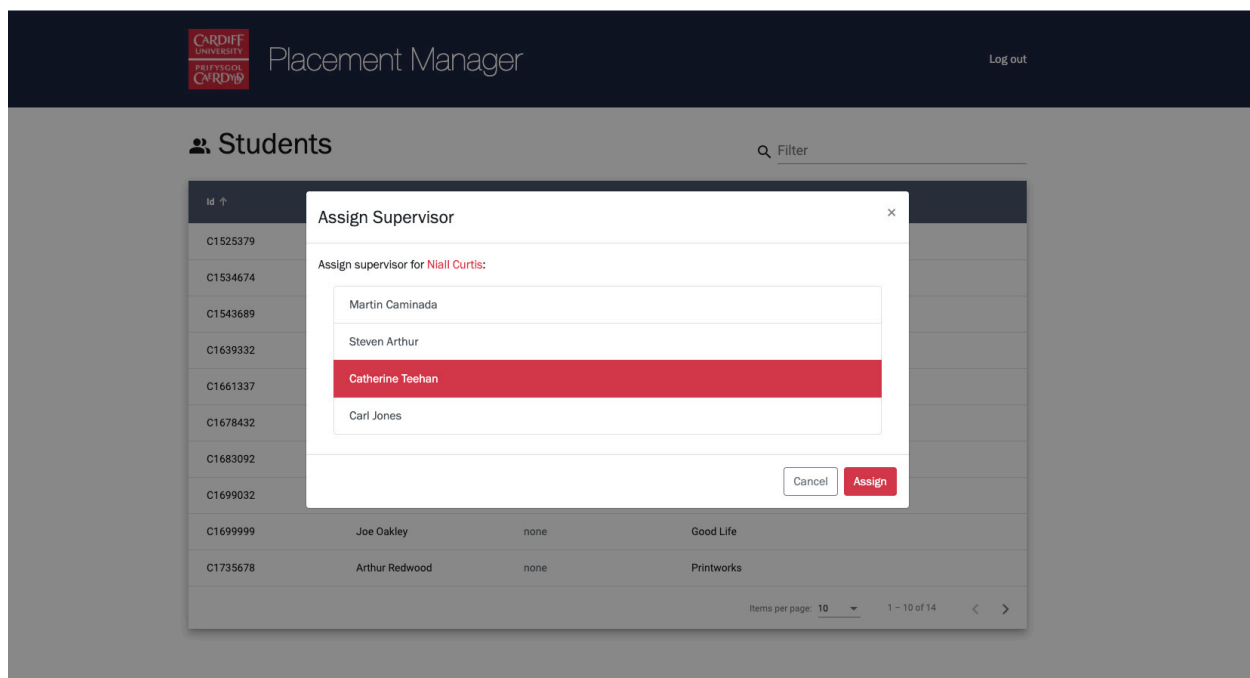 CARDIFF
UNIVERSITY
PRIFYSGOL
CAERDYDD
Placement Manager
Log out
Students
Filter
Id ↑
Assign Supervisor ×
C1525379
Assign supervisor for Niall Curtis:
C1534674
Martin Caminada
C1543689
Steven Arthur
C1639332
Catherine Teehan
C1661337
Carl Jones
C1678432
C1683092
Cancel Assign
C1699032
C1699999 Joe Oakley none Good Life
C1735678 Arthur Redwood none Printworks
Items per page: 10 1 – 10 of 14